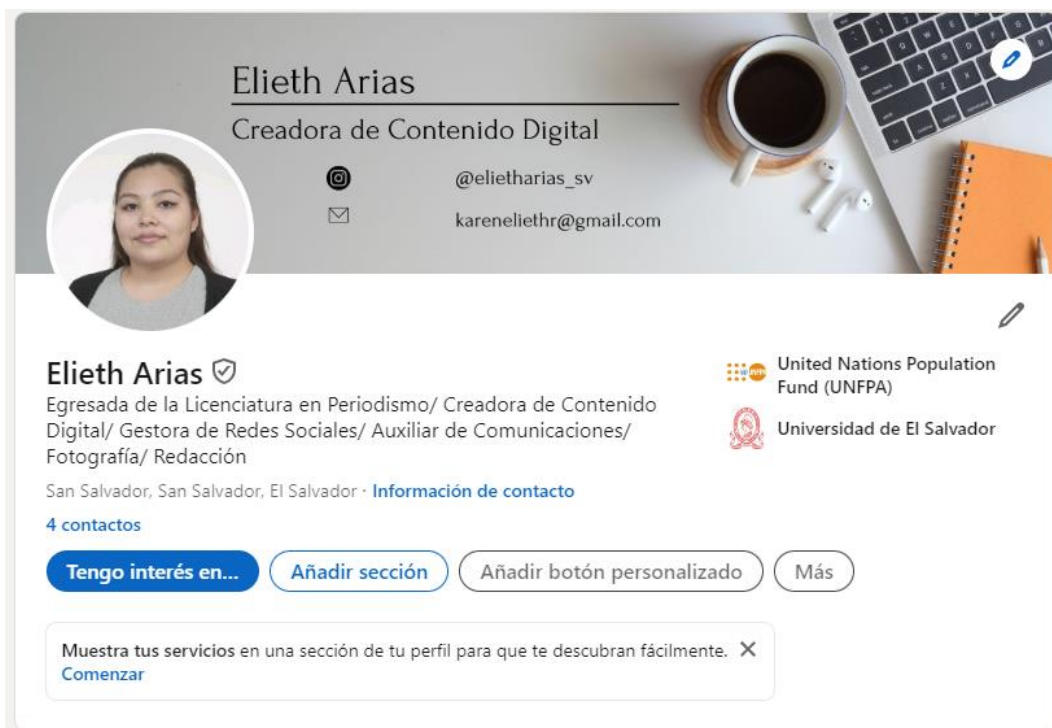 Elieth Arias
Creadora de Contenido Digital
@elietharias_sv
kareneliethr@gmail.com
Elieth Arias
Egresada de la Licenciatura en Periodismo/ Creadora de Contenido
Digital/ Gestora de Redes Sociales/ Auxiliar de Comunicaciones/
Fotografía/ Redacción
San Salvador, San Salvador, El Salvador · Información de contacto
4 contactos
Tengo interés en...
Añadir sección
Añadir botón personalizado
Más
United Nations Population
Fund (UNFPA)
Universidad de El Salvador
Muestra tus servicios en una sección de tu perfil para que te descubran fácilmente.
Comenzar